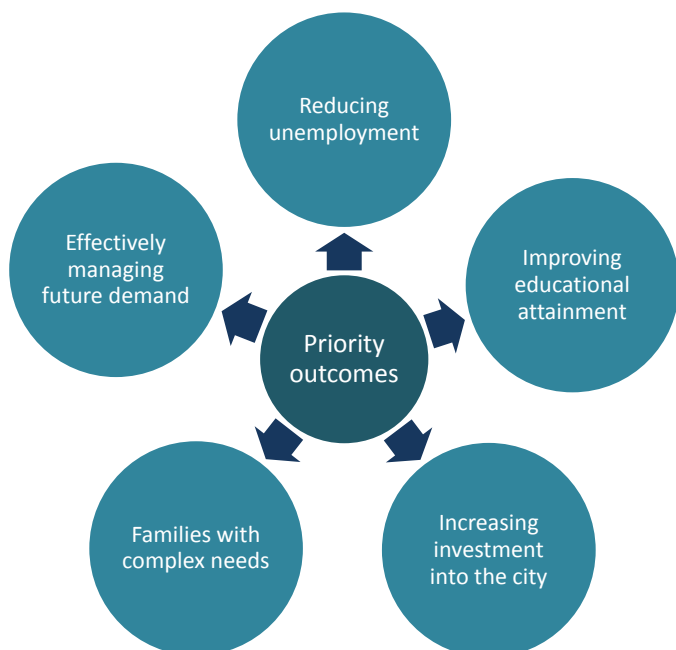 Reducing
unemployment
Effectively
managing
future demand
Improving
educational
attainment
Priority
outcomes
Families with
complex needs
Increasing
investment
into the city